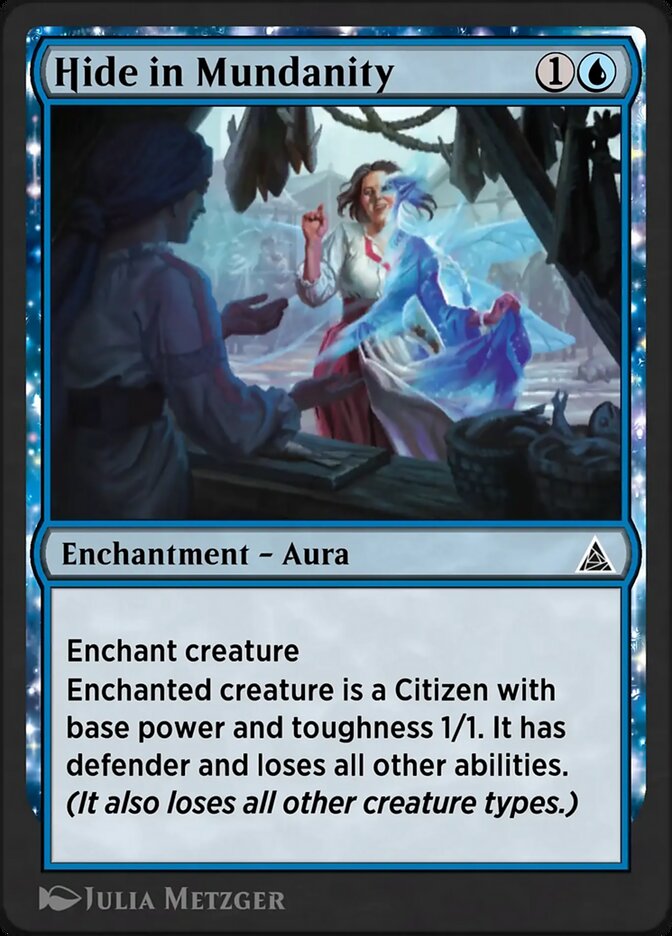 Hide in Mundanity 1
Enchantment – Aura
Enchant creature
Enchanted creature is a Citizen with
base power and toughness 1/1. It has
defender and loses all other abilities.
(It also loses all other creature types.)
Julia Metzger